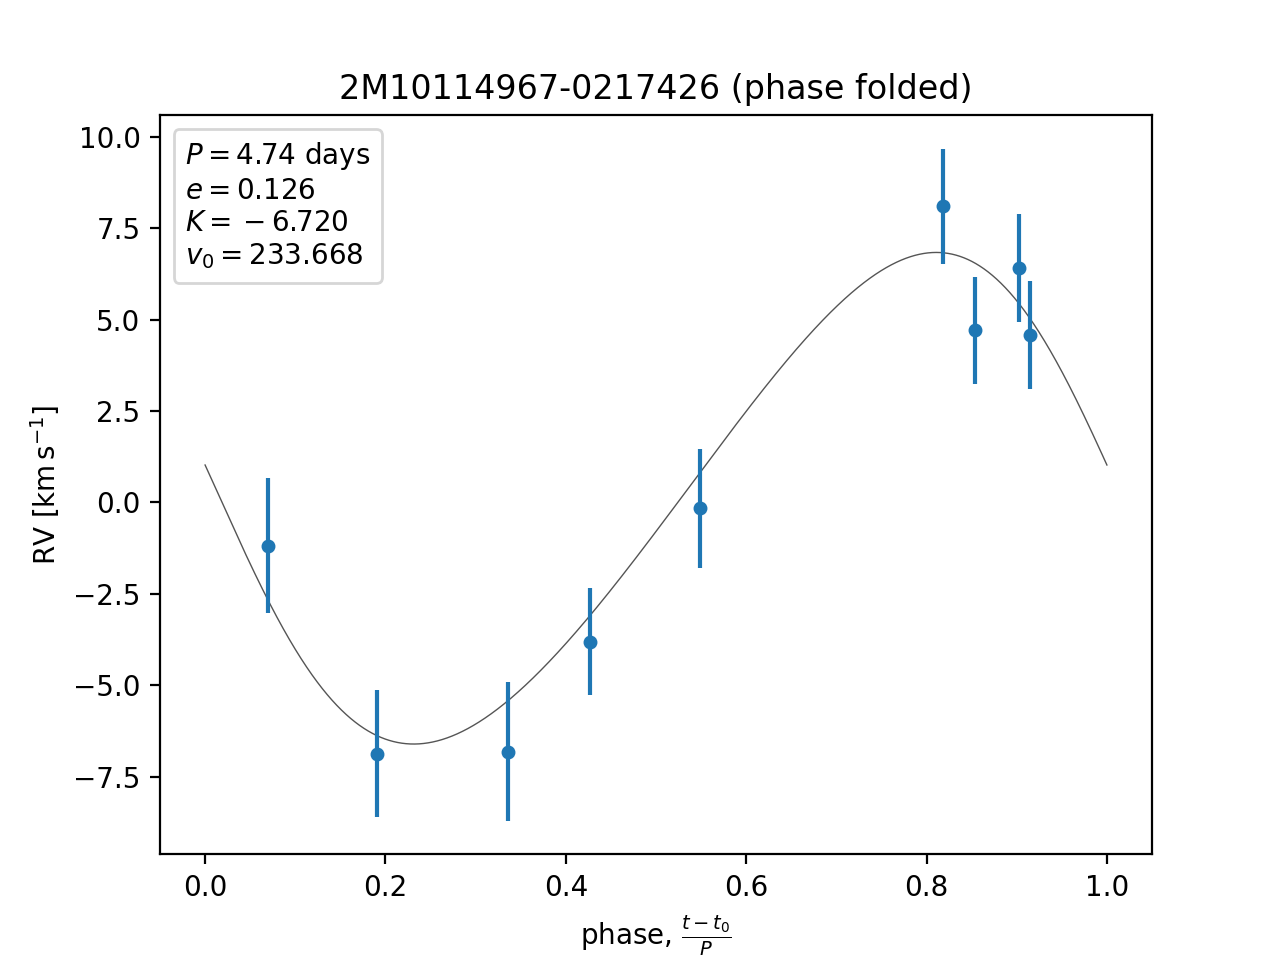 2M10114967-0217426 (phase folded)
P = 4.74 days
e = 0.126
K = −6.720
v₀ = 233.668
RV [km s⁻¹]
10.0
7.5
5.0
2.5
0.0
−2.5
−5.0
−7.5
0.0 0.2 0.4 0.6 0.8 1.0
phase, (t − t₀)/P